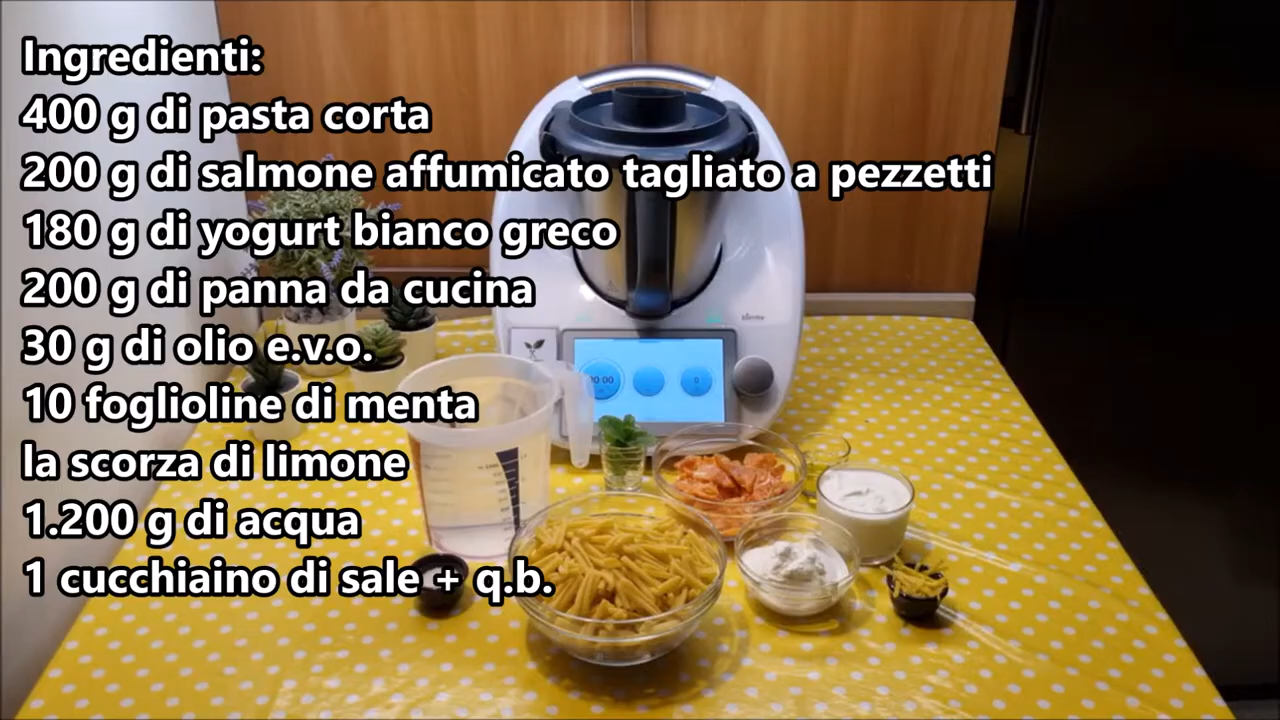 Ingredienti:
400 g di pasta corta
200 g di salmone affumicato tagliato a pezzetti
180 g di yogurt bianco greco
200 g di panna da cucina
30 g di olio e.v.o.
10 foglioline di menta
la scorza di limone
1.200 g di acqua
1 cucchiaino di sale + q.b.